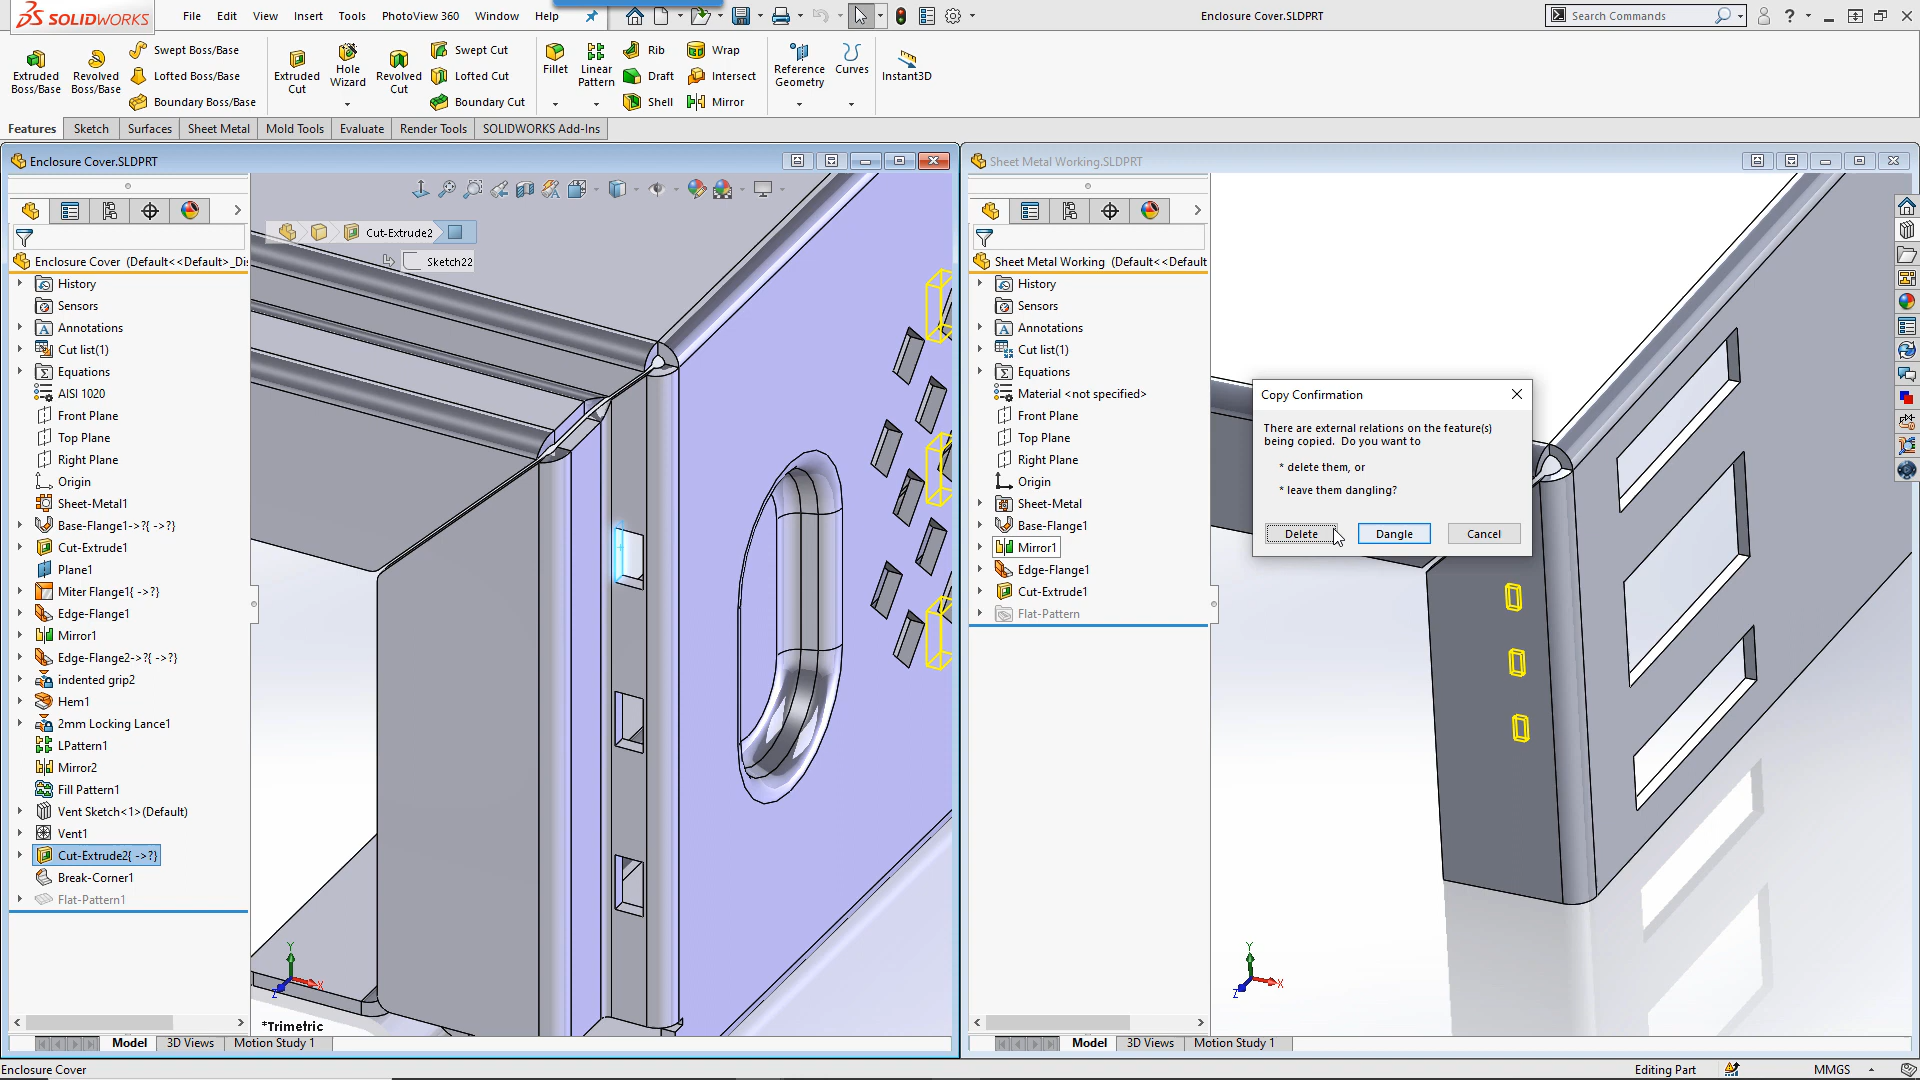 SOLIDWORKS
File Edit View Insert Tools PhotoView 360 Window Help
Enclosure Cover.SLDPRT
Search Commands
Extruded Boss/Base
Revolved Boss/Base
Swept Boss/Base
Lofted Boss/Base
Boundary Boss/Base
Extruded Cut
Hole Wizard
Revolved Cut
Swept Cut
Lofted Cut
Boundary Cut
Fillet
Linear Pattern
Rib
Draft
Shell
Wrap
Intersect
Mirror
Reference Geometry
Curves
Instant3D
Features Sketch Surfaces Sheet Metal Mold Tools Evaluate Render Tools SOLIDWORKS Add-Ins
Enclosure Cover.SLDPRT
Cut-Extrude2
Sketch22
Enclosure Cover (Default<<Default>_Dis
History
Sensors
Annotations
Cut list(1)
Equations
AISI 1020
Front Plane
Top Plane
Right Plane
Origin
Sheet-Metal1
Base-Flange1->?{ ->?}
Cut-Extrude1
Plane1
Miter Flange1{ ->?}
Edge-Flange1
Mirror1
Edge-Flange2->?{ ->?}
indented grip2
Hem1
2mm Locking Lance1
LPattern1
Mirror2
Fill Pattern1
Vent Sketch<1>(Default)
Vent1
Cut-Extrude2{ ->?}
Break-Corner1
Flat-Pattern1
Y
X
Z
*Trimetric
Model 3D Views Motion Study 1
Sheet Metal Working.SLDPRT
Sheet Metal Working (Default<<Default
History
Sensors
Annotations
Cut list(1)
Equations
Material <not specified>
Front Plane
Top Plane
Right Plane
Origin
Sheet-Metal
Base-Flange1
Mirror1
Edge-Flange1
Cut-Extrude1
Flat-Pattern
Copy Confirmation
There are external relations on the feature(s)
being copied. Do you want to
* delete them, or
* leave them dangling?
Delete Dangle Cancel
Y
X
Z
Model 3D Views Motion Study 1
Enclosure Cover
Editing Part
MMGS